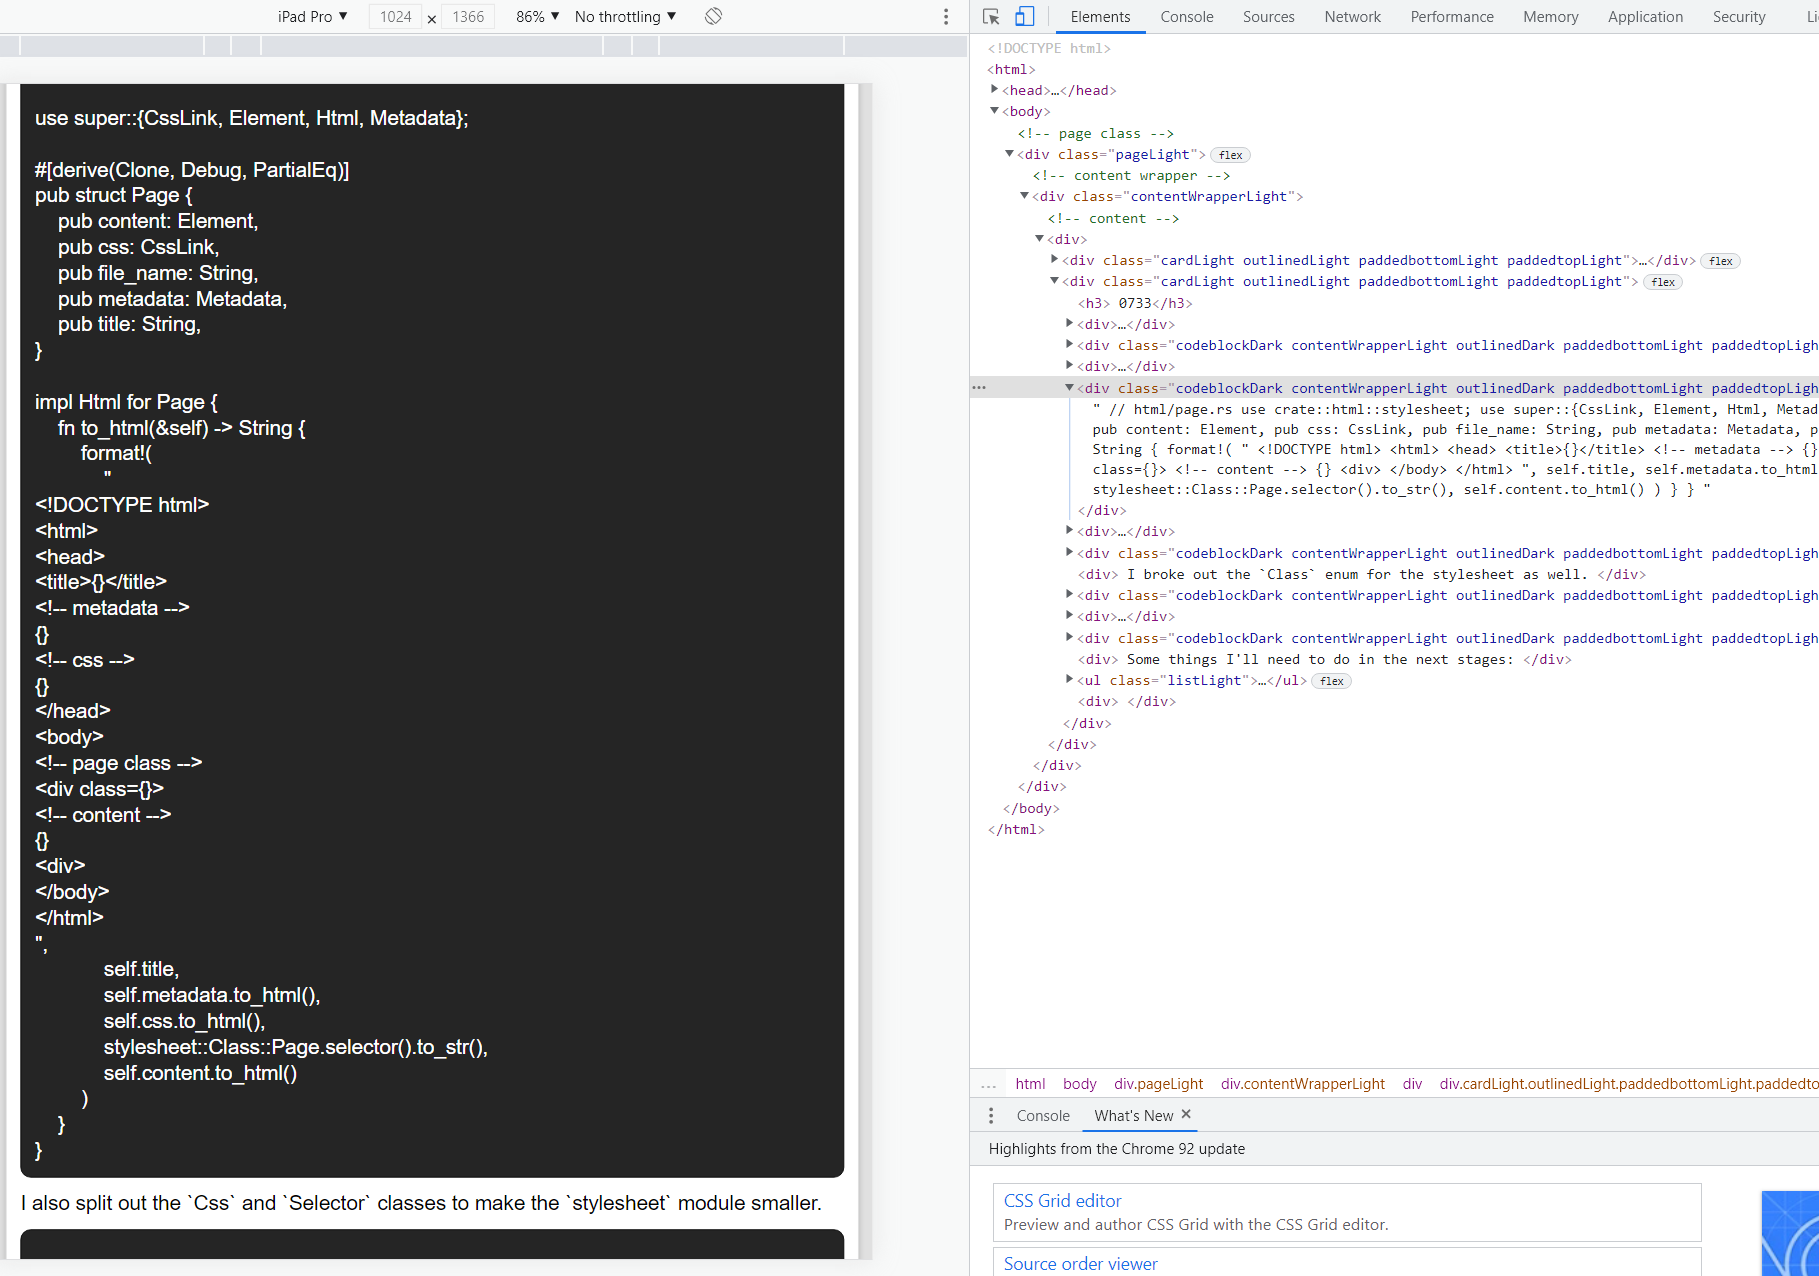 iPad Pro ▼ 1024 × 1366 86% ▼ No throttling ▼
use super::{CssLink, Element, Html, Metadata};
#[derive(Clone, Debug, PartialEq)]
pub struct Page {
pub content: Element,
pub css: CssLink,
pub file_name: String,
pub metadata: Metadata,
pub title: String,
}
impl Html for Page {
fn to_html(&self) -> String {
format!(
"
<!DOCTYPE html>
<html>
<head>
<title>{}</title>
<!-- metadata -->
{}
<!-- css -->
{}
</head>
<body>
<!-- page class -->
<div class={}>
<!-- content -->
{}
<div>
</body>
</html>
",
self.title,
self.metadata.to_html(),
self.css.to_html(),
stylesheet::Class::Page.selector().to_str(),
self.content.to_html()
)
}
}
I also split out the `Css` and `Selector` classes to make the `stylesheet` module smaller.
Elements Console Sources Network Performance Memory Application Security Li
<!DOCTYPE html>
<html>
<head>…</head>
<body>
<!-- page class -->
<div class="pageLight"> flex
<!-- content wrapper -->
<div class="contentWrapperLight">
<!-- content -->
<div>
<div class="cardLight outlinedLight paddedbottomLight paddedtopLight">…</div> flex
<div class="cardLight outlinedLight paddedbottomLight paddedtopLight"> flex
<h3> 0733</h3>
<div>…</div>
<div class="codeblockDark contentWrapperLight outlinedDark paddedbottomLight paddedtopLigh
<div>…</div>
<div class="codeblockDark contentWrapperLight outlinedDark paddedbottomLight paddedtopLigh
" // html/page.rs use crate::html::stylesheet; use super::{CssLink, Element, Html, Metad
pub content: Element, pub css: CssLink, pub file_name: String, pub metadata: Metadata, p
String { format!( " <!DOCTYPE html> <html> <head> <title>{}</title> <!-- metadata --> {}
class={}> <!-- content --> {} <div> </body> </html> ", self.title, self.metadata.to_html
stylesheet::Class::Page.selector().to_str(), self.content.to_html() ) } } "
</div>
<div>…</div>
<div class="codeblockDark contentWrapperLight outlinedDark paddedbottomLight paddedtopLigh
<div> I broke out the `Class` enum for the stylesheet as well. </div>
<div class="codeblockDark contentWrapperLight outlinedDark paddedbottomLight paddedtopLigh
<div>…</div>
<div class="codeblockDark contentWrapperLight outlinedDark paddedbottomLight paddedtopLigh
<div> Some things I'll need to do in the next stages: </div>
<ul class="listLight">…</ul> flex
<div> </div>
</div>
</div>
</div>
</div>
</body>
</html>
... html body div.pageLight div.contentWrapperLight div div.cardLight.outlinedLight.paddedbottomLight.paddedto
Console What's New ×
Highlights from the Chrome 92 update
CSS Grid editor
Preview and author CSS Grid with the CSS Grid editor.
Source order viewer